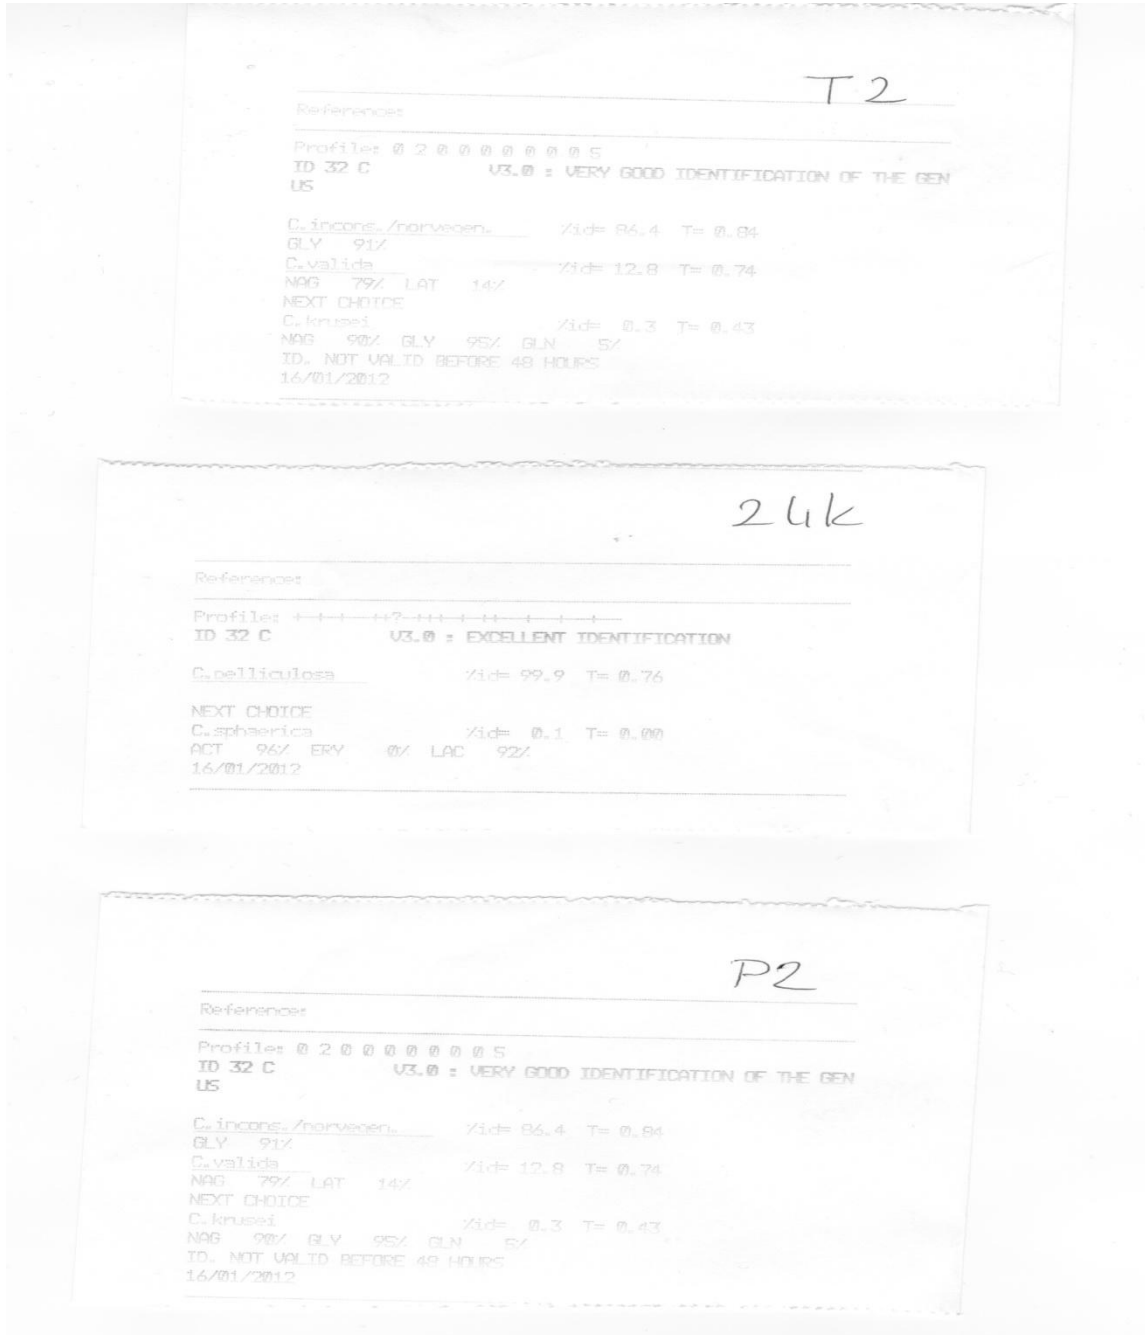 T2
Reference:
Profile: 0 2 0 0 0 0 0 0 0 5
ID 32 C V3.0 : VERY GOOD IDENTIFICATION OF THE GEN
US
C.incons./norvegen. %id= 86.4 T= 0.84
GLY 91%
C.valida %id= 12.8 T= 0.74
NAG 79% LAT 14%
NEXT CHOICE
C.krusei %id= 0.3 T= 0.43
NAG 90% GLY 95% GLN 5%
ID. NOT VALID BEFORE 48 HOURS
16/01/2012
24k
Reference:
Profile:
ID 32 C V3.0 : EXCELLENT IDENTIFICATION
C.pelliculosa %id= 99.9 T= 0.76
NEXT CHOICE
C.sphaerica %id= 0.1 T= 0.00
ACT 96% ERY 0% LAC 92%
16/01/2012
P2
Reference:
Profile: 0 2 0 0 0 0 0 0 0 5
ID 32 C V3.0 : VERY GOOD IDENTIFICATION OF THE GEN
US
C.incons./norvegen. %id= 86.4 T= 0.84
GLY 91%
C.valida %id= 12.8 T= 0.74
NAG 79% LAT 14%
NEXT CHOICE
C.krusei %id= 0.3 T= 0.43
NAG 90% GLY 95% GLN 5%
ID. NOT VALID BEFORE 48 HOURS
16/01/2012